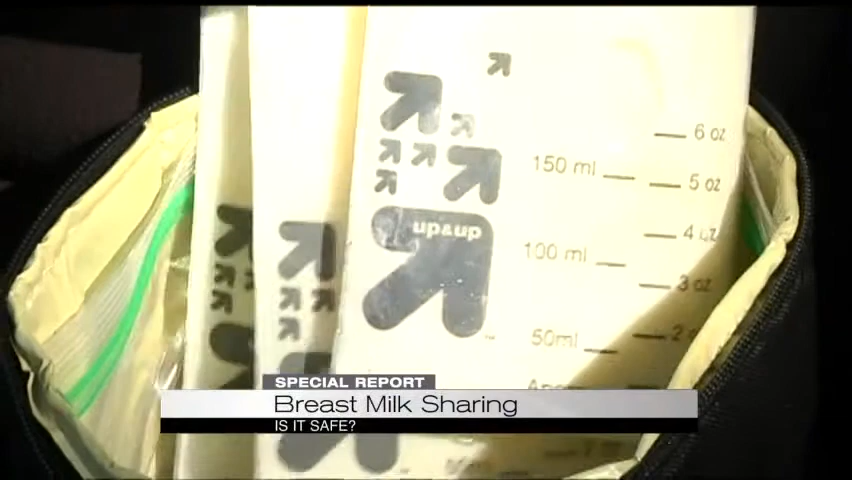 6 oz
150 ml
5 oz
up&up
4 oz
100 ml
3 oz
50ml
2
SPECIAL REPORT
Breast Milk Sharing
IS IT SAFE?